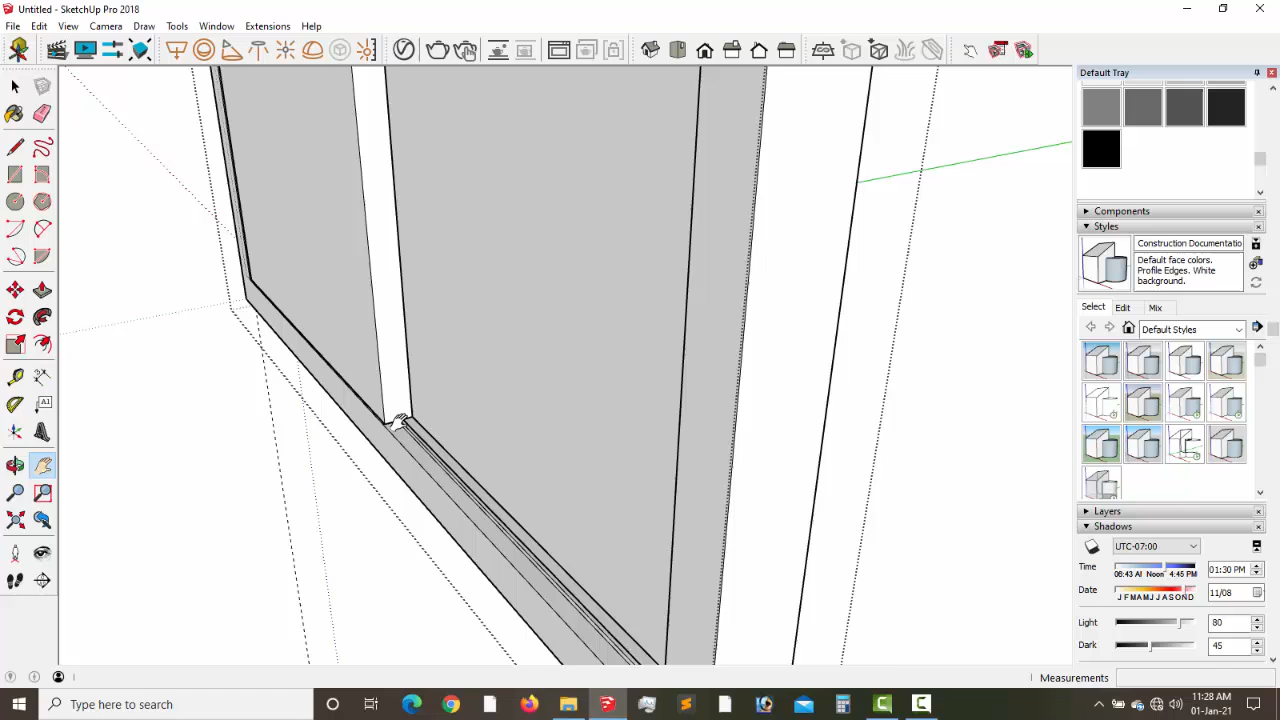 Untitled - SketchUp Pro 2018
File Edit View Camera Draw Tools Window Extensions Help
Default Tray
Components
Styles
Construction Documentatio
Default face colors.
Profile Edges. White
background.
Select Edit Mix
Default Styles
A1
Layers
Shadows
UTC-07:00
Time 06:43 AI Noon 4:45 PM 01:30 PM
Date J F M A M J J A S O N D 11/08
Light 80
Dark 45
Measurements
Type here to search
11:28 AM
01-Jan-21